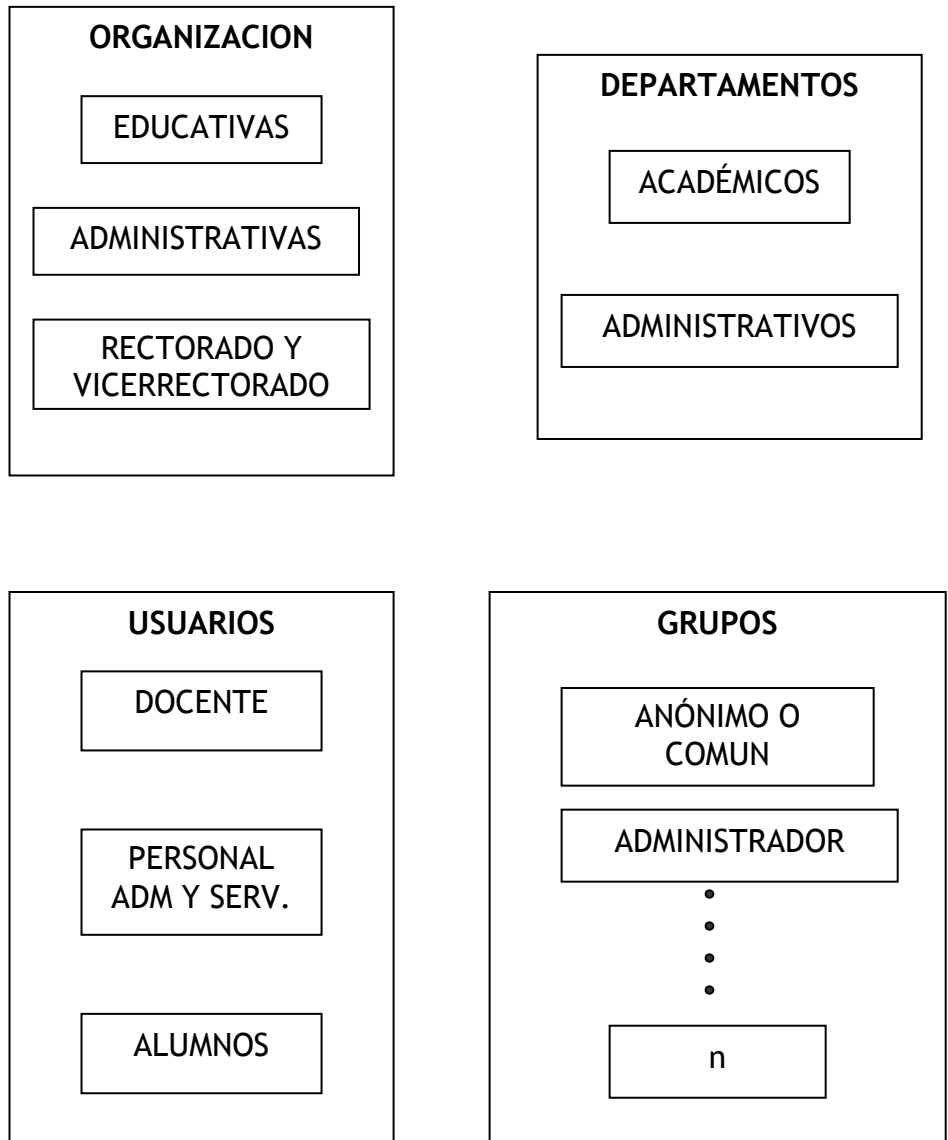 ORGANIZACION
EDUCATIVAS
ADMINISTRATIVAS
RECTORADO Y
VICERRECTORADO
DEPARTAMENTOS
ACADÉMICOS
ADMINISTRATIVOS
USUARIOS
DOCENTE
PERSONAL
ADM Y SERV.
ALUMNOS
GRUPOS
ANÓNIMO O
COMUN
ADMINISTRADOR
n